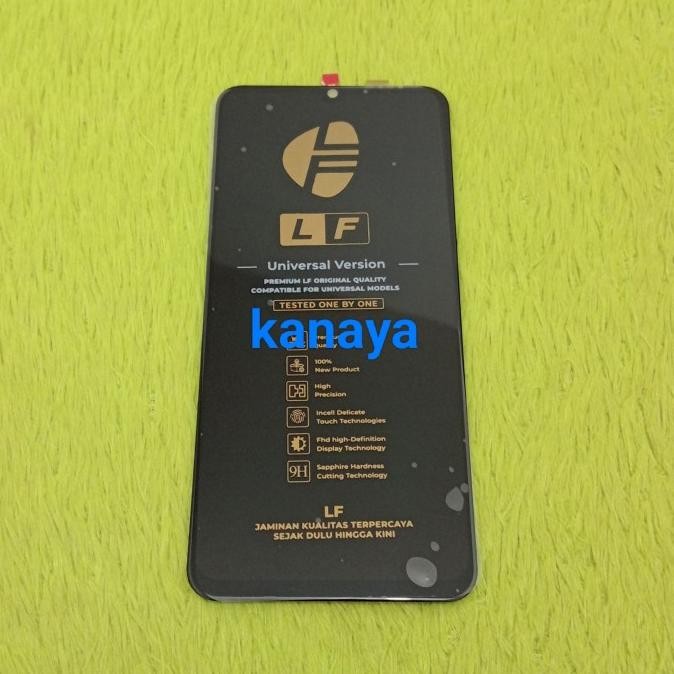 LF
LF
Universal Version
PREMIUM LF ORIGINAL QUALITY
COMPATIBLE FOR UNIVERSAL MODELS
TESTED ONE BY ONE
kanaya
100%
New Product
High
Precision
Incell Delicate
Touch Technologies
Fhd high-Definition
Display Technology
9H
Sapphire Hardness
Cutting Technology
LF
JAMINAN KUALITAS TERPERCAYA
SEJAK DULU HINGGA KINI